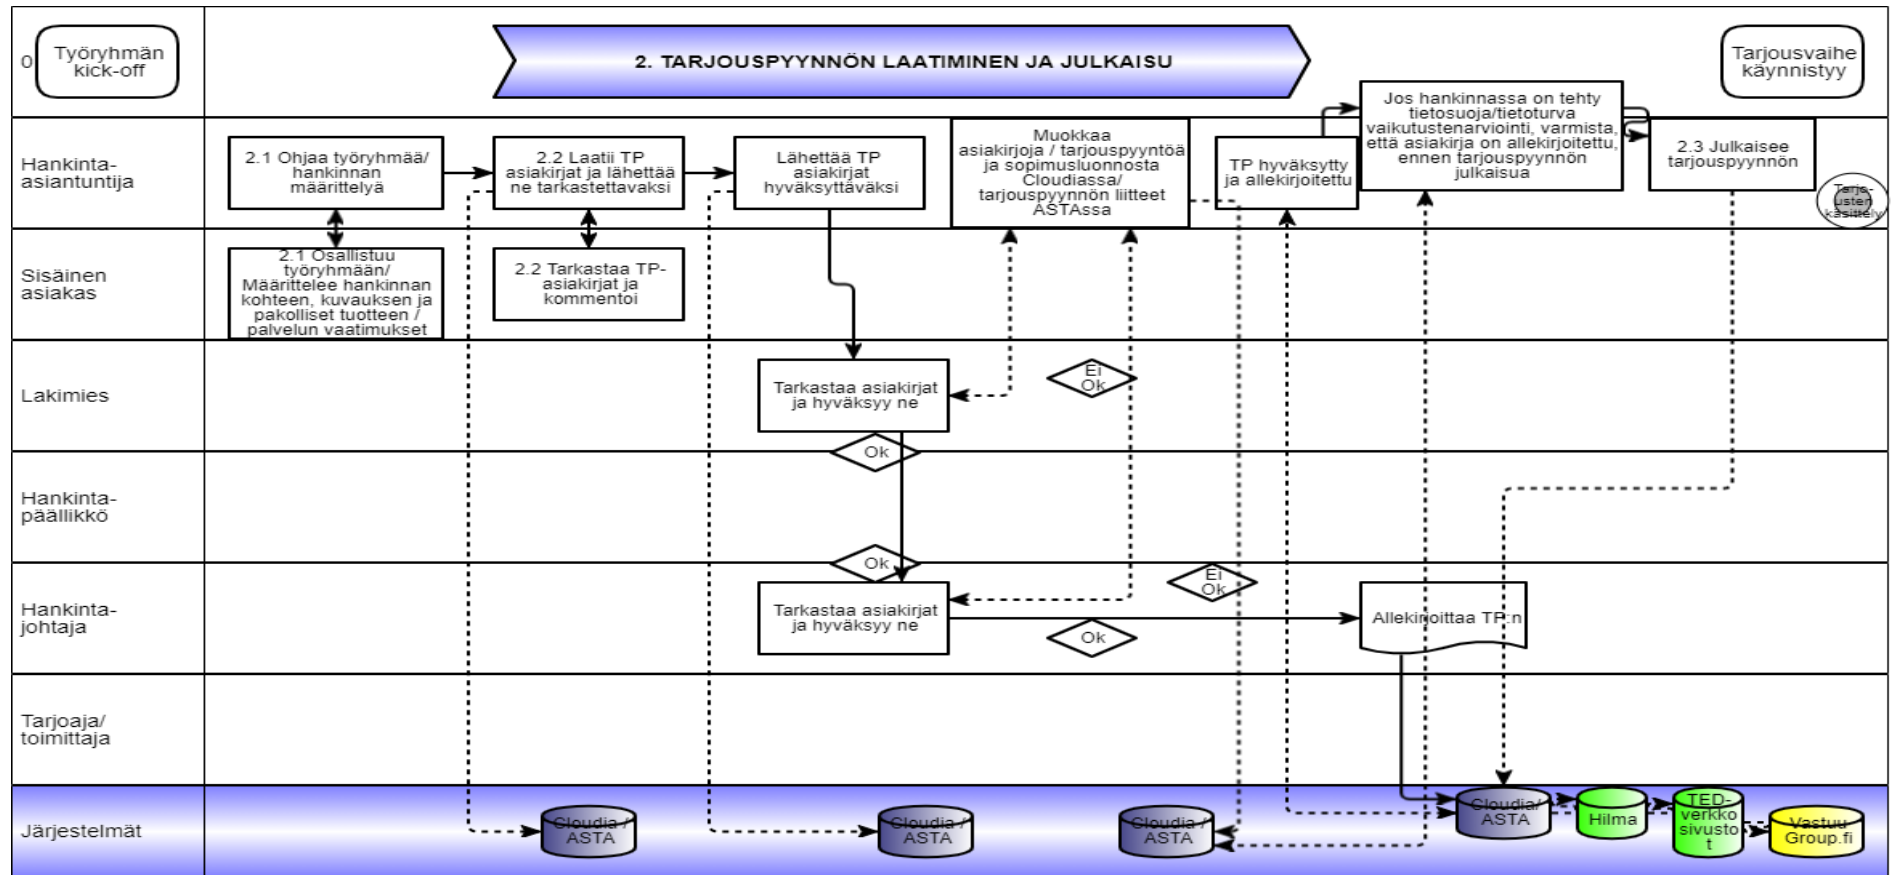 0
Työryhmän
kick-off
2. TARJOUSPYYNNÖN LAATIMINEN JA JULKAISU
Tarjousvaihe
käynnistyy
Hankinta-
asiantuntija
2.1 Ohjaa työryhmää/
hankinnan
määrittelyä
2.2 Laatii TP
asiakirjat ja lähettää
ne tarkastettavaksi
Lähettää TP
asiakirjat
hyväksyttäväksi
Muokkaa
asiakirjoja / tarjouspyyntöä
ja sopimusluonnosta
Cloudiassa/
tarjouspyynnön liitteet
ASTAssa
TP hyväksytty
ja allekirjoitettu
Jos hankinnassa on tehty
tietosuoja/tietoturva
vaikutustenarviointi, varmista,
että asiakirja on allekirjoitettu,
ennen tarjouspyynnön
julkaisua
2.3 Julkaisee
tarjouspyynnön
Tarjo-
usten
käsittely
Sisäinen
asiakas
2.1 Osallistuu
työryhmään/
Määrittelee hankinnan
kohteen, kuvauksen ja
pakolliset tuotteen /
palvelun vaatimukset
2.2 Tarkastaa TP-
asiakirjat ja
kommentoi
Lakimies
Tarkastaa asiakirjat
ja hyväksyy ne
Ei
Ok
Ok
Hankinta-
päällikkö
Ok
Hankinta-
johtaja
Tarkastaa asiakirjat
ja hyväksyy ne
Ei
Ok
Ok
Allekirjoittaa TP:n
Tarjoaja/
toimittaja
Järjestelmät
Cloudia /
ASTA
Cloudia /
ASTA
Cloudia /
ASTA
Cloudia/
ASTA
Hilma
TED-
verkko
sivusto
t
Vastuu
Group.fi